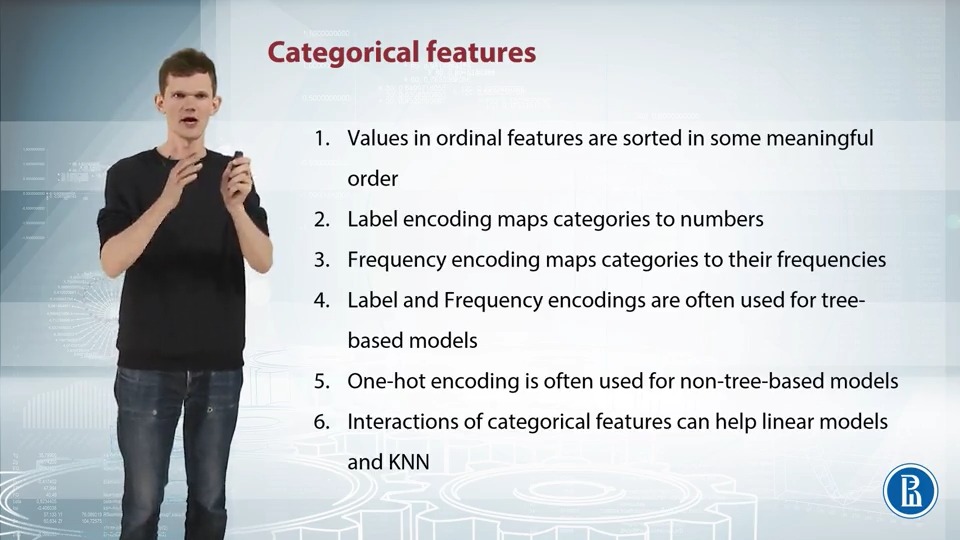 Categorical features
1. Values in ordinal features are sorted in some meaningful
order
2. Label encoding maps categories to numbers
3. Frequency encoding maps categories to their frequencies
4. Label and Frequency encodings are often used for tree-
based models
5. One-hot encoding is often used for non-tree-based models
6. Interactions of categorical features can help linear models
and KNN